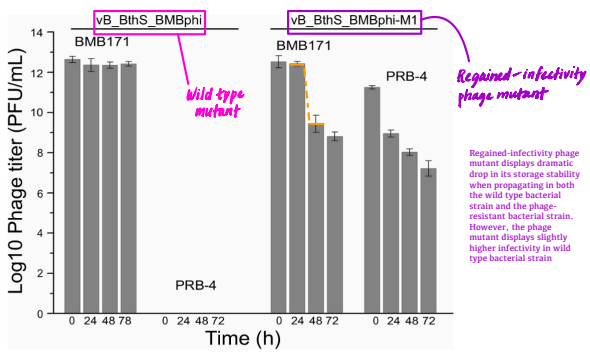 vB_BthS_BMBphi
vB_BthS_BMBphi-M1
BMB171
BMB171
PRB-4
PRB-4
Wild type
mutant
Regained-infectivity
phage mutant
Regained-infectivity phage
mutant displays dramatic
drop in its storage stability
when propagating in both
the wild type bacterial
strain and the phage-
resistant bacterial strain.
However, the phage
mutant displays slightly
higher infectivity in wild
type bacterial strain
Log10 Phage titer (PFU/mL)
14
12
10
8
6
4
2
0
0 24 48 78
0 24 48 72
0 24 48 72
0 24 48 72
Time (h)